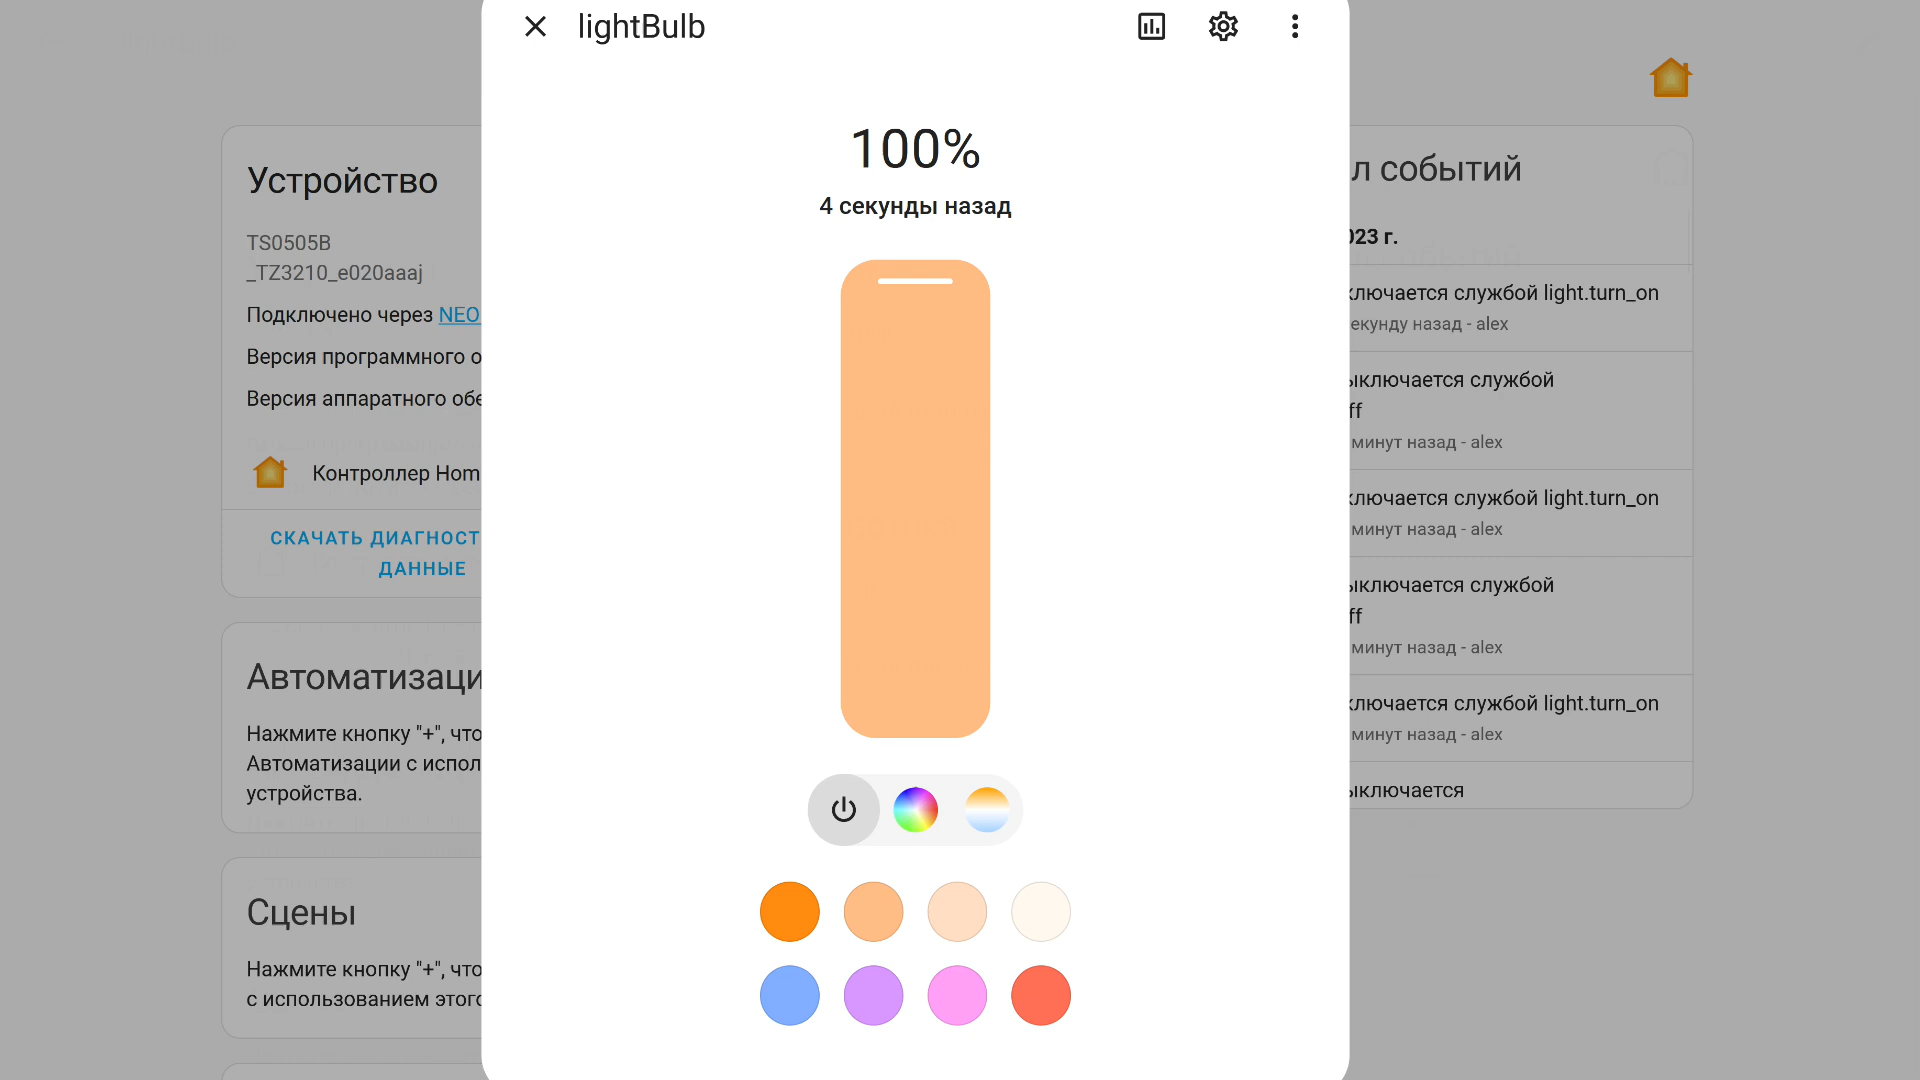 lightBulb
100%
4 секунды назад
Устройство
TS0505B
_TZ3210_e020aaaj
Подключено через NEO
Версия программного о
Версия аппаратного обе
Контроллер Hom
СКАЧАТЬ ДИАГНОСТ
ДАННЫЕ
Автоматизаци
Нажмите кнопку "+", что
Автоматизации с испол
устройства.
Сцены
Нажмите кнопку "+", что
с использованием этого
л событий
023 г.
ключается службой light.turn_on
екунду назад - alex
ыключается службой
ff
минут назад - alex
ключается службой light.turn_on
минут назад - alex
ыключается службой
ff
минут назад - alex
ключается службой light.turn_on
минут назад - alex
ыключается